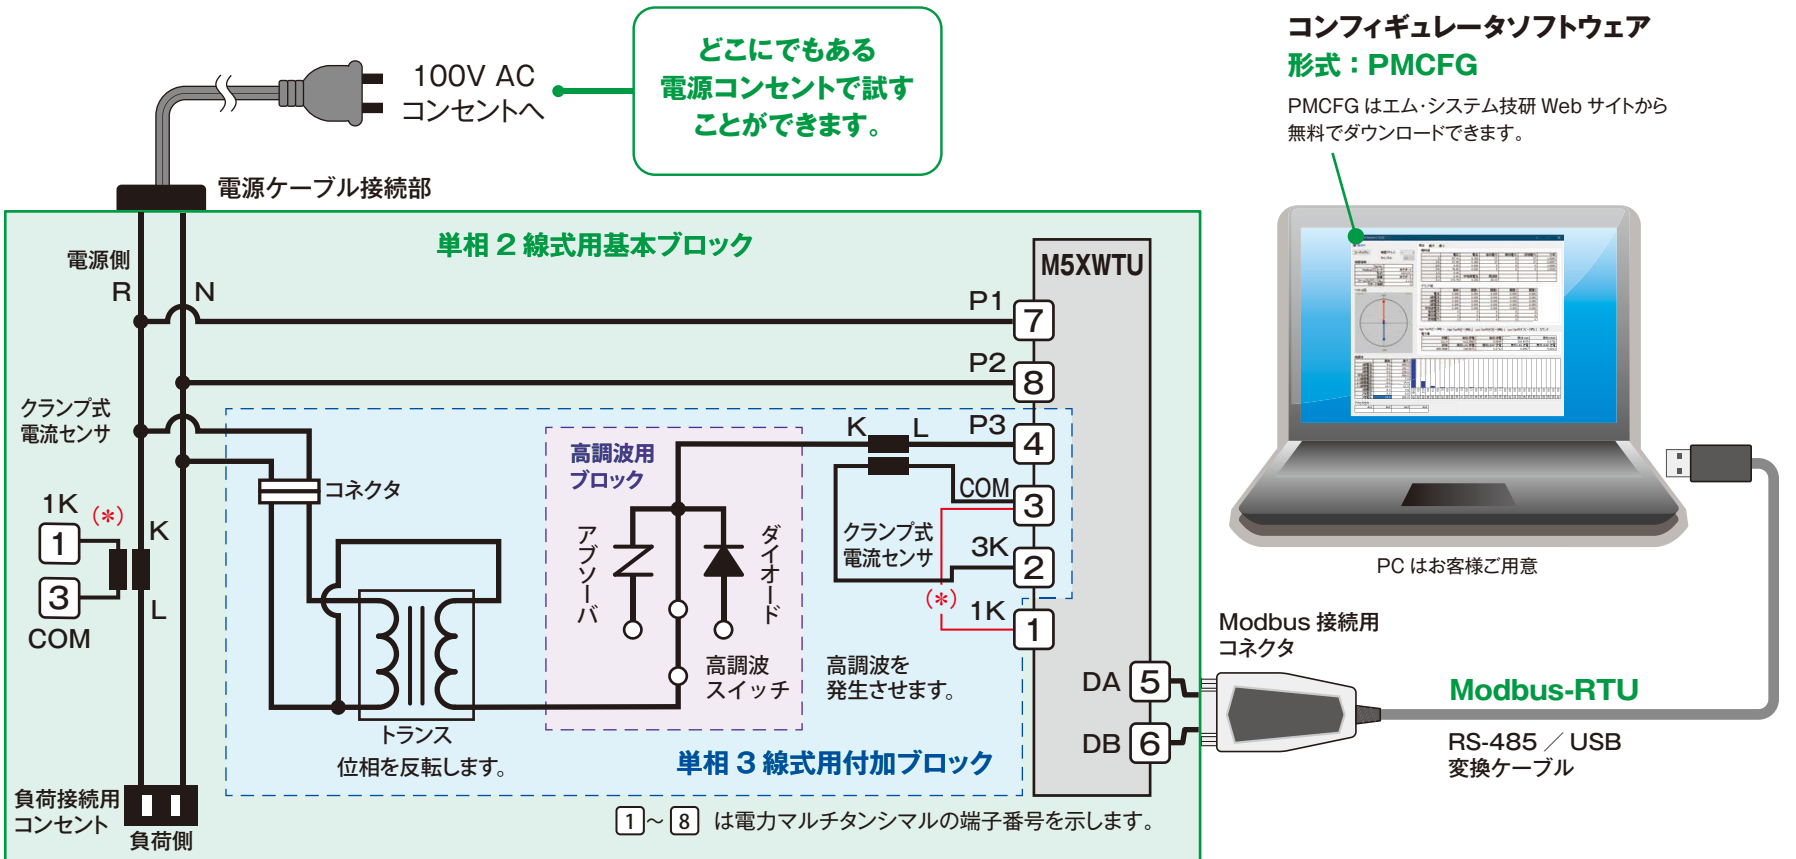 100V AC
コンセントへ
どこにでもある
電源コンセントで試す
ことができます。
コンフィギュレータソフトウェア
形式：PMCFG
PMCFG はエム・システム技研 Web サイトから
無料でダウンロードできます。
電源ケーブル接続部
単相 2 線式用基本ブロック
電源側
R
N
M5XWTU
P1
7
P2
8
クランプ式
電流センサ
K
L
P3
4
高調波用
ブロック
コネクタ
COM
3
1K
(*)
K
1
アブソーバ
ダイオード
クランプ式
電流センサ
3K
2
3
L
COM
(*)
1K
1
PC はお客様ご用意
高調波
スイッチ
高調波を
発生させます。
DA
5
DB
6
Modbus 接続用
コネクタ
Modbus-RTU
RS-485 ／ USB
変換ケーブル
トランス
位相を反転します。
単相 3 線式用付加ブロック
負荷接続用
コンセント
負荷側
1～8 は電力マルチタンシマルの端子番号を示します。